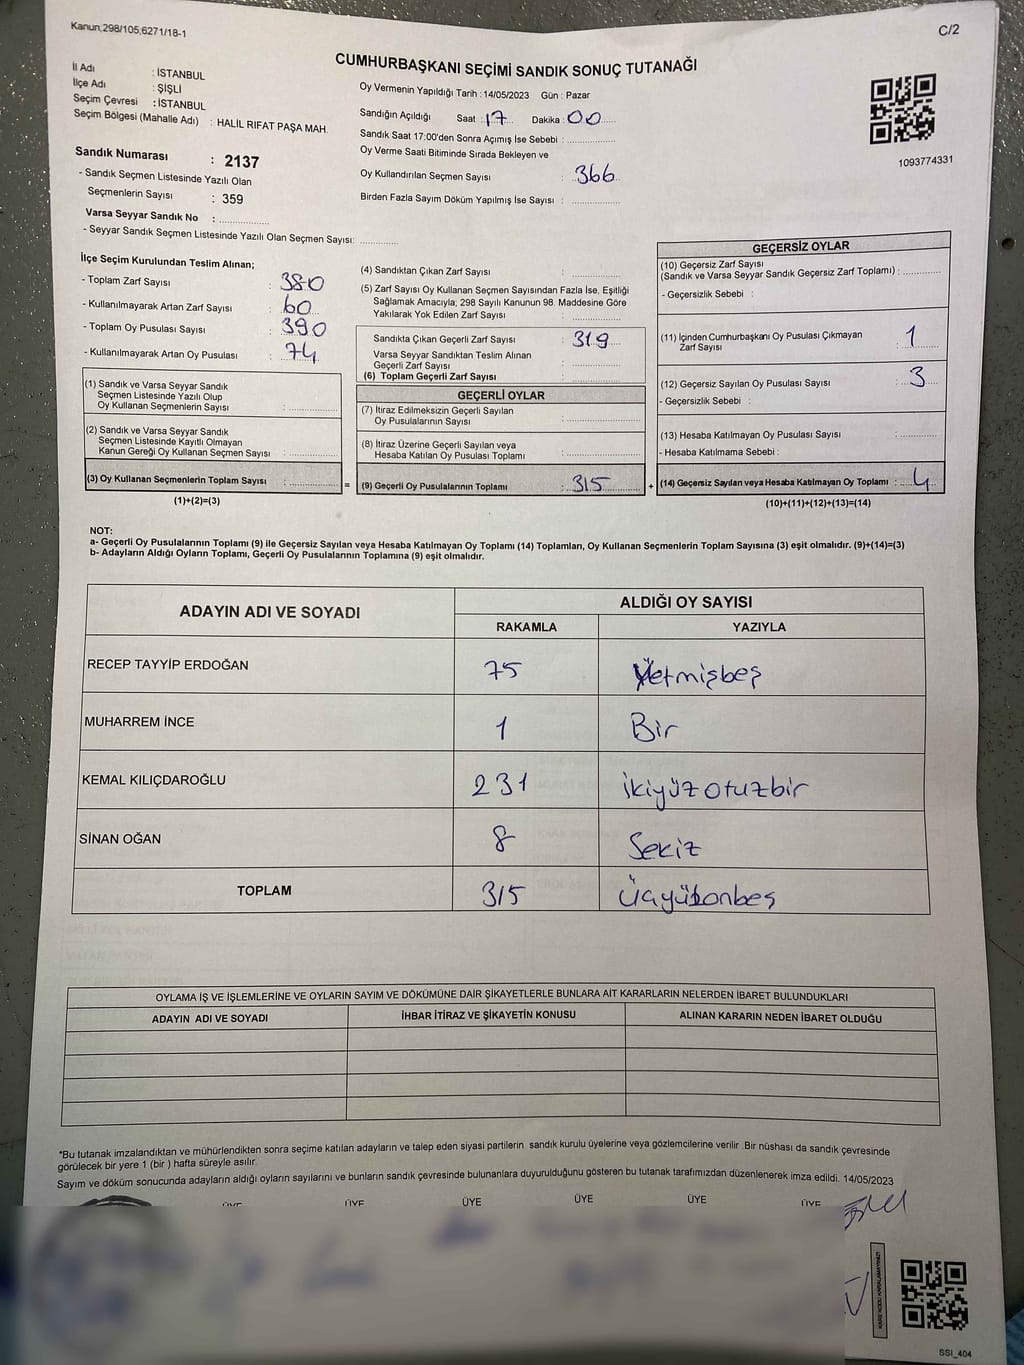 Kanun;298/105;6271/18-1
C/2
CUMHURBAŞKANI SEÇİMİ SANDIK SONUÇ TUTANAĞI
İl Adı : İSTANBUL
İlçe Adı : ŞİŞLİ
Seçim Çevresi : İSTANBUL
Seçim Bölgesi (Mahalle Adı) : HALİL RIFAT PAŞA MAH.
Sandık Numarası : 2137
- Sandık Seçmen Listesinde Yazılı Olan
Seçmenlerin Sayısı : 359
Varsa Seyyar Sandık No : ..................
- Seyyar Sandık Seçmen Listesinde Yazılı Olan Seçmen Sayısı: .............
Oy Vermenin Yapıldığı Tarih : 14/05/2023 Gün : Pazar
Sandığın Açıldığı Saat : 17 Dakika : 00
Sandık Saat 17:00'den Sonra Açımış İse Sebebi : ................
Oy Verme Saati Bitiminde Sırada Bekleyen ve
Oy Kullandırılan Seçmen Sayısı : 366
Birden Fazla Sayım Döküm Yapılmış İse Sayısı : ................
1093774331
İlçe Seçim Kurulundan Teslim Alınan;
- Toplam Zarf Sayısı : 380
- Kullanılmayarak Artan Zarf Sayısı : 60
- Toplam Oy Pusulası Sayısı : 390
- Kullanılmayarak Artan Oy Pusulası : 74
(1) Sandık ve Varsa Seyyar Sandık
Seçmen Listesinde Yazılı Olup
Oy Kullanan Seçmenlerin Sayısı : ................
(2) Sandık ve Varsa Seyyar Sandık
Seçmen Listesinde Kayıtlı Olmayan
Kanun Gereği Oy Kullanan Seçmen Sayısı : ................
(3) Oy Kullanan Seçmenlerin Toplam Sayısı : ................ =
(1)+(2)=(3)
(4) Sandıktan Çıkan Zarf Sayısı : ................
(5) Zarf Sayısı Oy Kullanan Seçmen Sayısından Fazla İse, Eşitliği
Sağlamak Amacıyla; 298 Sayılı Kanunun 98. Maddesine Göre
Yakılarak Yok Edilen Zarf Sayısı : ................
Sandıkta Çıkan Geçerli Zarf Sayısı : 319
Varsa Seyyar Sandıktan Teslim Alınan
Geçerli Zarf Sayısı : ................
(6) Toplam Geçerli Zarf Sayısı : ................
GEÇERLİ OYLAR
(7) İtiraz Edilmeksizin Geçerli Sayılan
Oy Pusulalarının Sayısı : ................
(8) İtiraz Üzerine Geçerli Sayılan veya
Hesaba Katılan Oy Pusulası Toplamı : ................
(9) Geçerli Oy Pusulalarının Toplamı : 315 +
GEÇERSİZ OYLAR
(10) Geçersiz Zarf Sayısı
(Sandık ve Varsa Seyyar Sandık Geçersiz Zarf Toplamı) : ............
- Geçersizlik Sebebi :
(11) İçinden Cumhurbaşkanı Oy Pusulası Çıkmayan
Zarf Sayısı : 1
(12) Geçersiz Sayılan Oy Pusulası Sayısı : 3
- Geçersizlik Sebebi :
(13) Hesaba Katılmayan Oy Pusulası Sayısı : ............
- Hesaba Katılmama Sebebi :
(14) Geçersiz Sayılan veya Hesaba Katılmayan Oy Toplamı : 4
(10)+(11)+(12)+(13)=(14)
NOT:
a- Geçerli Oy Pusulalarının Toplamı (9) ile Geçersiz Sayılan veya Hesaba Katılmayan Oy Toplamı (14) Toplamları, Oy Kullanan Seçmenlerin Toplam Sayısına (3) eşit olmalıdır. (9)+(14)=(3)
b- Adayların Aldığı Oyların Toplamı, Geçerli Oy Pusulalarının Toplamına (9) eşit olmalıdır.
ADAYIN ADI VE SOYADI ALDIĞI OY SAYISI
RAKAMLA YAZIYLA
RECEP TAYYİP ERDOĞAN 75 Yetmişbeş
MUHARREM İNCE 1 Bir
KEMAL KILIÇDAROĞLU 231 İkiyüzotuzbir
SİNAN OĞAN 8 Sekiz
TOPLAM 315 Üçyüzonbeş
OYLAMA İŞ VE İŞLEMLERİNE VE OYLARIN SAYIM VE DÖKÜMÜNE DAİR ŞİKAYETLERLE BUNLARA AİT KARARLARIN NELERDEN İBARET BULUNDUKLARI
ADAYIN ADI VE SOYADI İHBAR İTİRAZ VE ŞİKAYETİN KONUSU ALINAN KARARIN NEDEN İBARET OLDUĞU
*Bu tutanak imzalandıktan ve mühürlendikten sonra seçime katılan adayların ve talep eden siyasi partilerin sandık kurulu üyelerine veya gözlemcilerine verilir. Bir nüshası da sandık çevresinde
görülecek bir yere 1 (bir ) hafta süreyle asılır.
Sayım ve döküm sonucunda adayların aldığı oyların sayılarını ve bunların sandık çevresinde bulunanlara duyurulduğunu gösteren bu tutanak tarafımızdan düzenlenerek imza edildi. 14/05/2023
ÜYE ÜYE ÜYE ÜYE ÜYE ÜYE
SSI_404